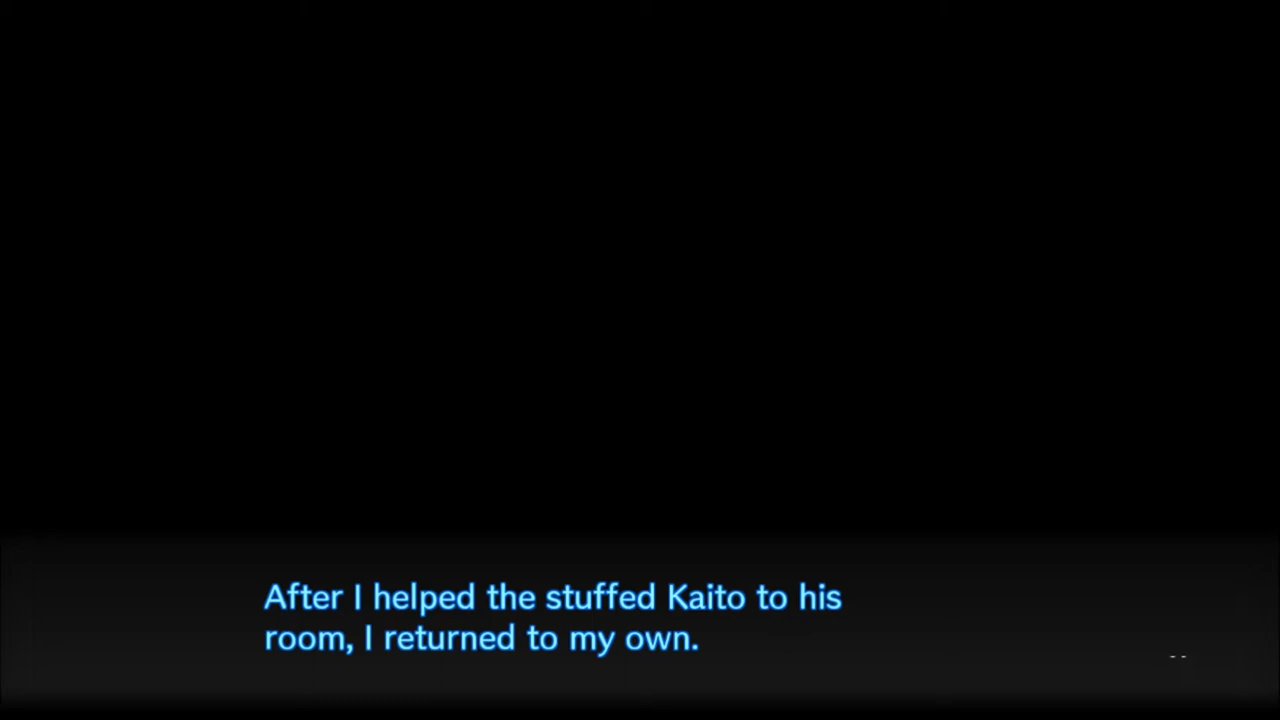 After I helped the stuffed Kaito to his
room, I returned to my own.